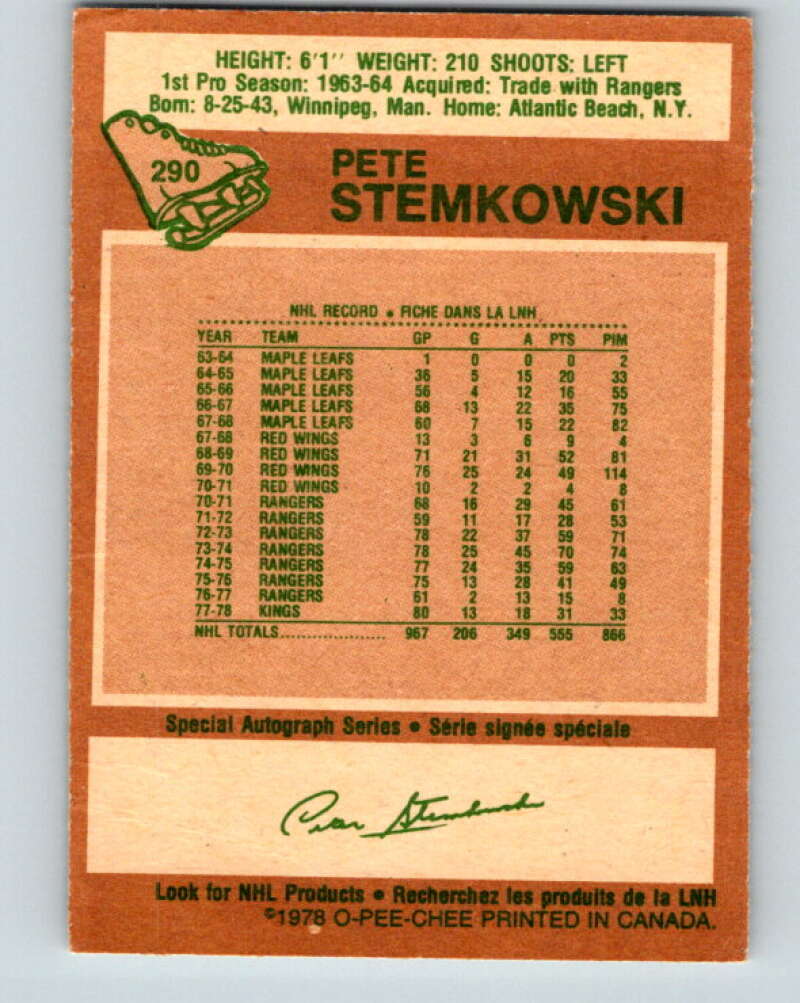 HEIGHT: 6'1'' WEIGHT: 210 SHOOTS: LEFT
1st Pro Season: 1963-64 Acquired: Trade with Rangers
Born: 8-25-43, Winnipeg, Man. Home: Atlantic Beach, N.Y.
290
PETE
STEMKOWSKI
NHL RECORD • FICHE DANS LA LNH
YEAR TEAM GP G A PTS PIM
63-64 MAPLE LEAFS 1 0 0 0 2
64-65 MAPLE LEAFS 36 5 15 20 33
65-66 MAPLE LEAFS 56 4 12 16 55
66-67 MAPLE LEAFS 68 13 22 35 75
67-68 MAPLE LEAFS 60 7 15 22 82
67-68 RED WINGS 13 3 6 9 4
68-69 RED WINGS 71 21 31 52 81
69-70 RED WINGS 76 25 24 49 114
70-71 RED WINGS 10 2 2 4 8
70-71 RANGERS 68 16 29 45 61
71-72 RANGERS 59 11 17 28 53
72-73 RANGERS 78 22 37 59 71
73-74 RANGERS 78 25 45 70 74
74-75 RANGERS 77 24 35 59 63
75-76 RANGERS 75 13 28 41 49
76-77 RANGERS 61 2 13 15 8
77-78 KINGS 80 13 18 31 33
NHL TOTALS.................... 967 206 349 555 866
Special Autograph Series • Série signée spéciale
Pete Stemkowski
Look for NHL Products • Recherchez les produits de la LNH
©1978 O-PEE-CHEE PRINTED IN CANADA.